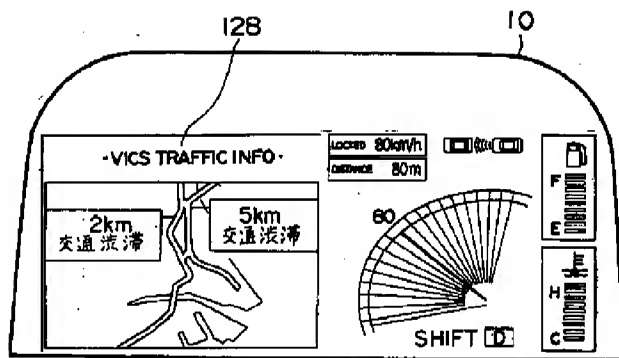 128
10
-VICS TRAFFIC INFO-
LOCKED 80km/h
DISTANCE 80m
2km
交通渋滞
5km
交通渋滞
80
SHIFT D
F
E
H
C